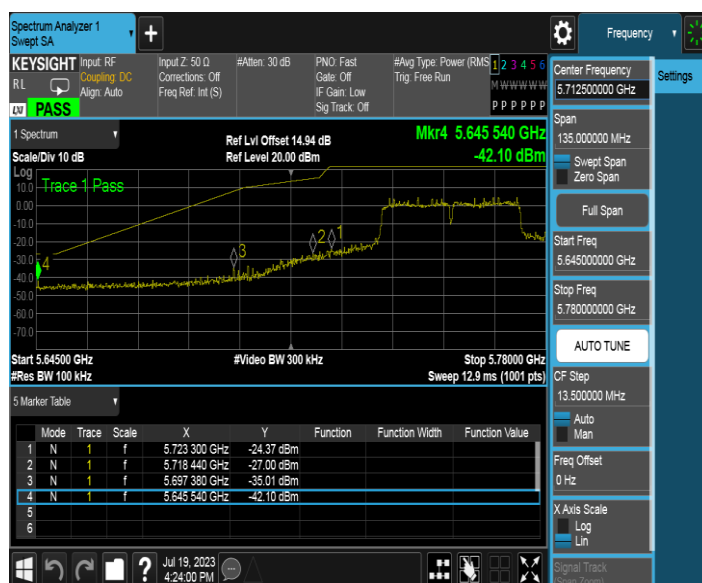 Spectrum Analyzer 1
Swept SA
Frequency
KEYSIGHT
RL
LXI
PASS
Input: RF
Coupling: DC
Align: Auto
Input Z: 50 Ω
Corrections: Off
Freq Ref: Int (S)
#Atten: 30 dB
PNO: Fast
Gate: Off
IF Gain: Low
Sig Track: Off
#Avg Type: Power (RMS
Trig: Free Run
1 2 3 4 5 6
M W W W W W
P P P P P P
1 Spectrum
Scale/Div 10 dB
Ref Lvl Offset 14.94 dB
Ref Level 20.00 dBm
Mkr4 5.645 540 GHz
-42.10 dBm
Log
Trace 1 Pass
10.0
0.00
-10.0
-20.0
-30.0
-40.0
-50.0
-60.0
-70.0
4
3
2
1
Start 5.64500 GHz
#Res BW 100 kHz
#Video BW 300 kHz
Stop 5.78000 GHz
Sweep 12.9 ms (1001 pts)
5 Marker Table
Mode Trace Scale X Y Function Function Width Function Value
1 N 1 f 5.723 300 GHz -24.37 dBm
2 N 1 f 5.718 440 GHz -27.00 dBm
3 N 1 f 5.697 380 GHz -35.01 dBm
4 N 1 f 5.645 540 GHz -42.10 dBm
5
6
Jul 19, 2023
4:24:00 PM
?
Center Frequency
5.712500000 GHz
Settings
Span
135.000000 MHz
Swept Span
Zero Span
Full Span
Start Freq
5.645000000 GHz
Stop Freq
5.780000000 GHz
AUTO TUNE
CF Step
13.500000 MHz
Auto
Man
Freq Offset
0 Hz
X Axis Scale
Log
Lin
Signal Track
(Span Zoom)